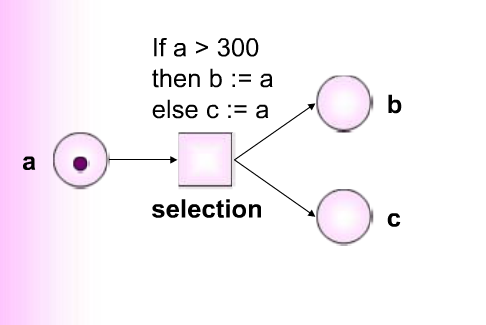 If a > 300
then b := a
else c := a
b
a
selection
c